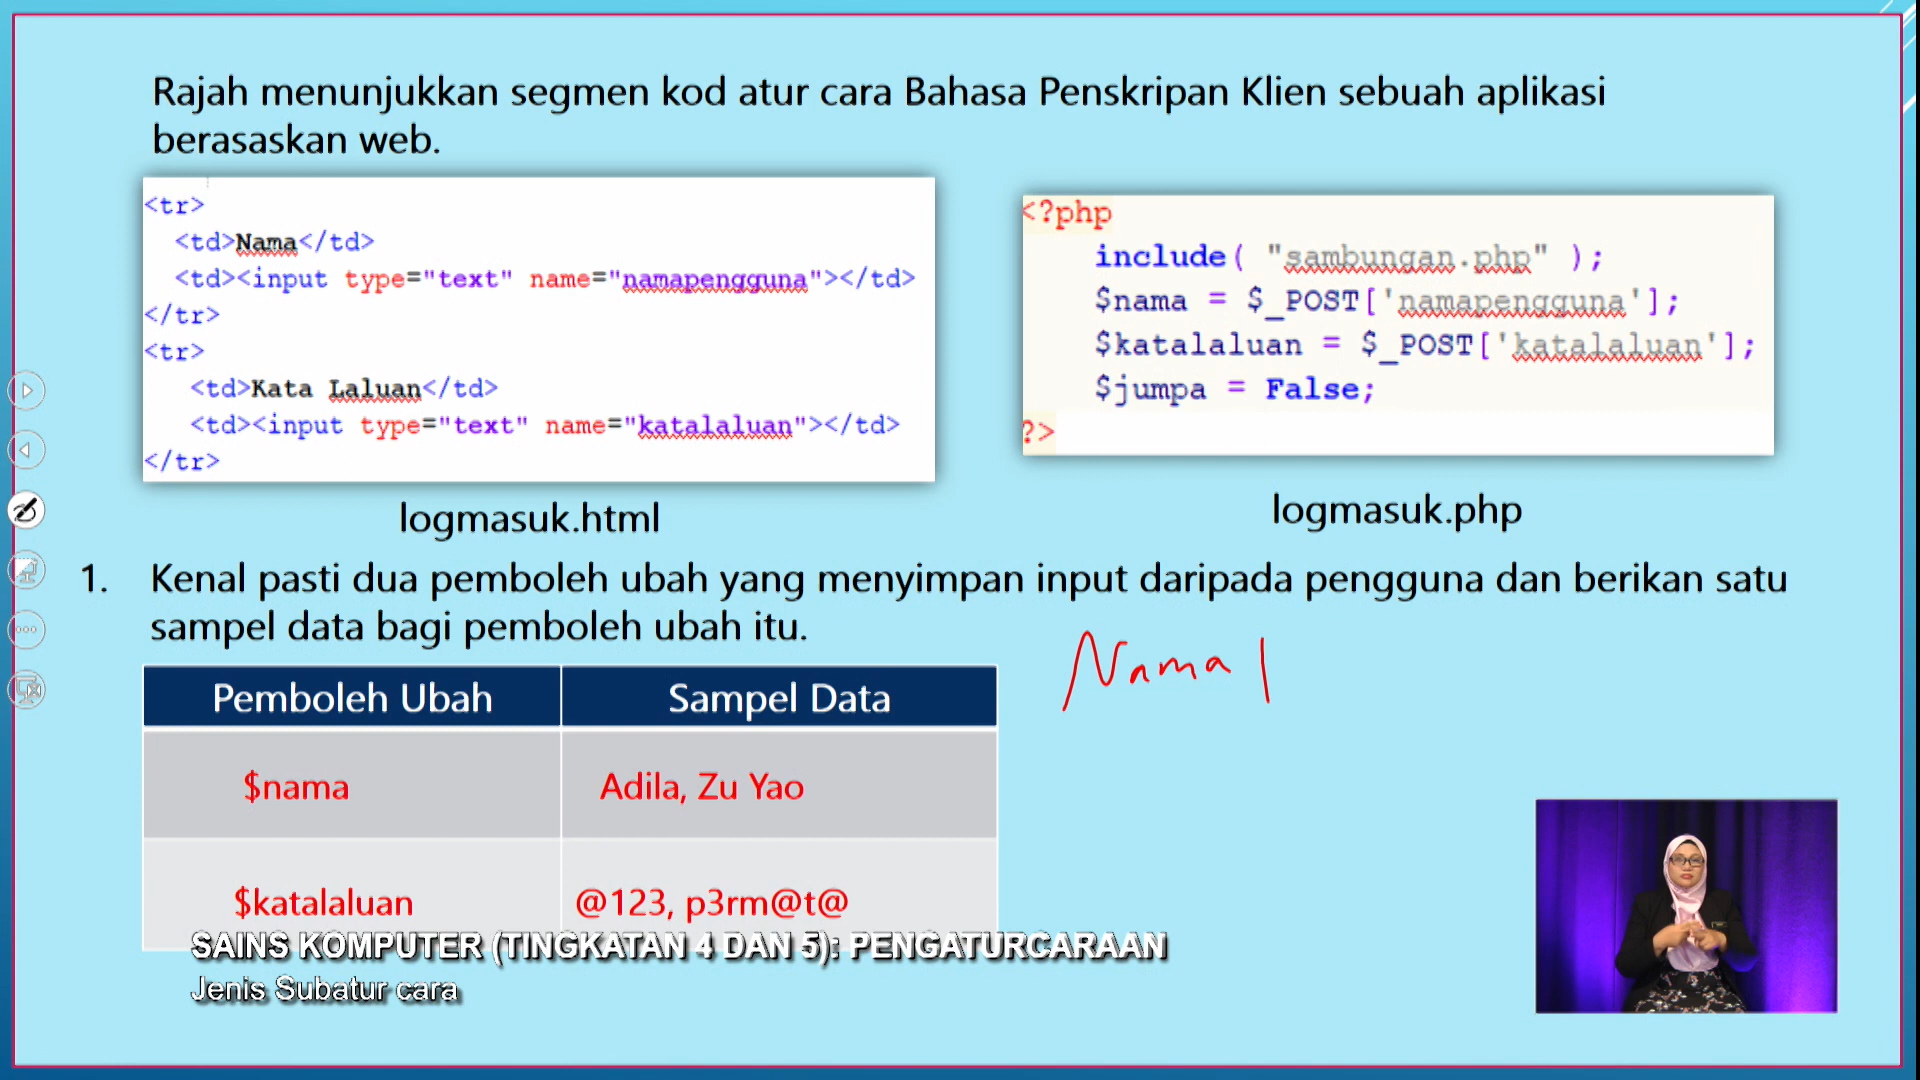 Rajah menunjukkan segmen kod atur cara Bahasa Penskripan Klien sebuah aplikasi
berasaskan web.
<tr>
<td>Nama</td>
<td><input type="text" name="namapengguna"></td>
</tr>
<tr>
<td>Kata Laluan</td>
<td><input type="text" name="katalaluan"></td>
</tr>
logmasuk.html
<?php
include( "sambungan.php" );
$nama = $_POST['namapengguna'];
$katalaluan = $_POST['katalaluan'];
$jumpa = False;
?>
logmasuk.php
1. Kenal pasti dua pemboleh ubah yang menyimpan input daripada pengguna dan berikan satu
sampel data bagi pemboleh ubah itu.
Nama |
Pemboleh Ubah Sampel Data
$nama Adila, Zu Yao
$katalaluan @123, p3rm@t@
SAINS KOMPUTER (TINGKATAN 4 DAN 5): PENGATURCARAAN
Jenis Subatur cara